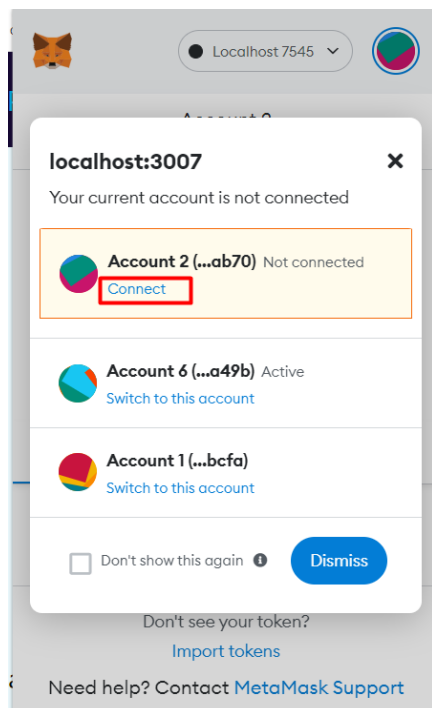 Localhost 7545
localhost:3007
Your current account is not connected
Account 2 (...ab70) Not connected
Connect
Account 6 (...a49b) Active
Switch to this account
Account 1 (...bcfa)
Switch to this account
Don't show this again
Dismiss
Don't see your token?
Import tokens
Need help? Contact MetaMask Support